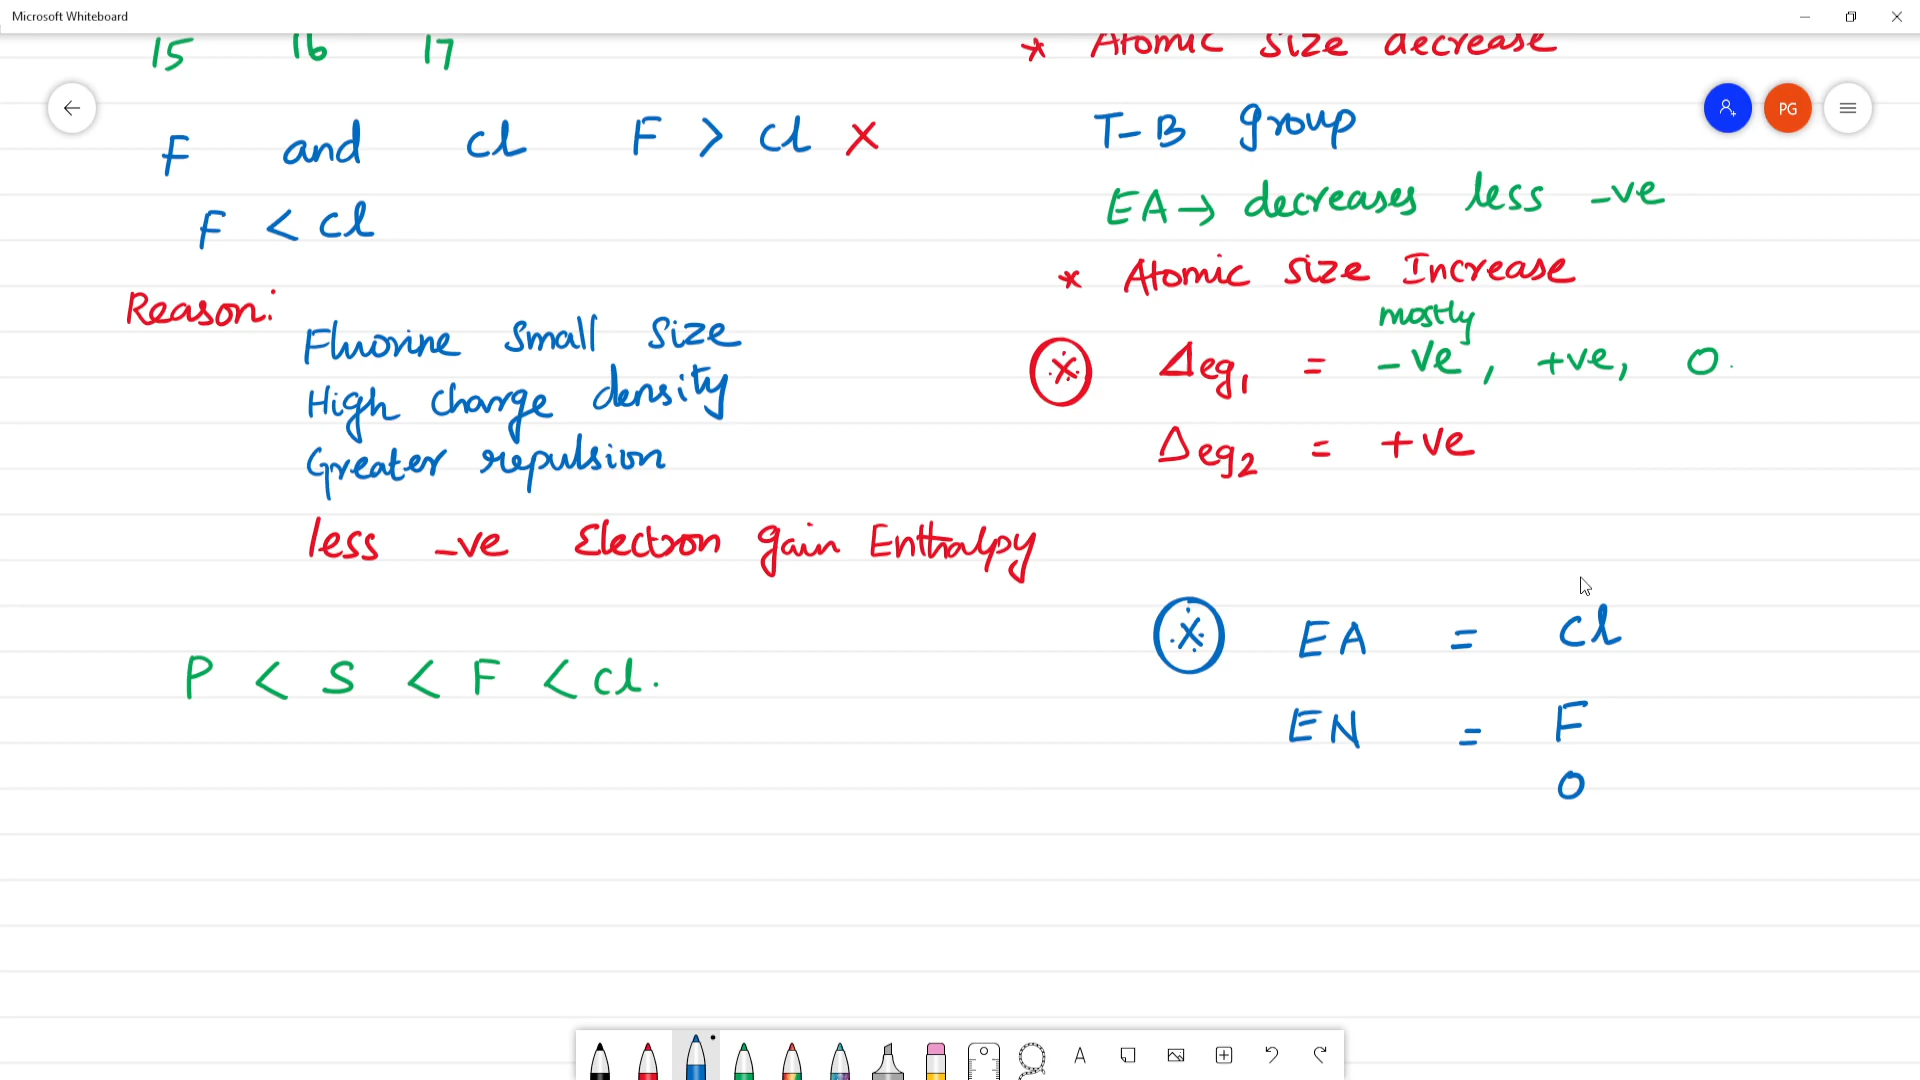 Microsoft Whiteboard
15 16 17
F and Cl F > Cl X
F < Cl
Reason:
Fluorine small size
High charge density
Greater repulsion
less -ve Electron gain Enthalpy
P < S < F < Cl.
* Atomic size decrease
T-B group
EA → decreases less -ve
* Atomic size Increase
mostly
Δeg1 = -ve, +ve, 0.
Δeg2 = +ve
EA = Cl
EN = F
O
PG
A